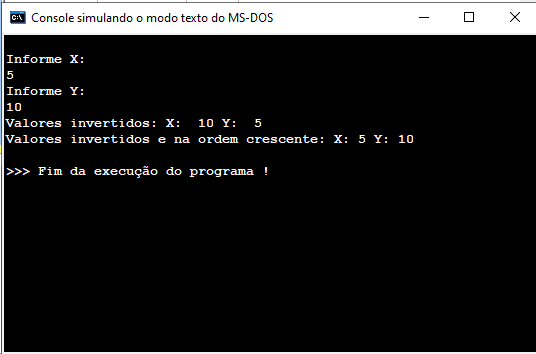 Console simulando o modo texto do MS-DOS
Informe X:
5
Informe Y:
10
Valores invertidos: X:  10 Y:  5
Valores invertidos e na ordem crescente: X: 5 Y: 10
>>> Fim da execução do programa !